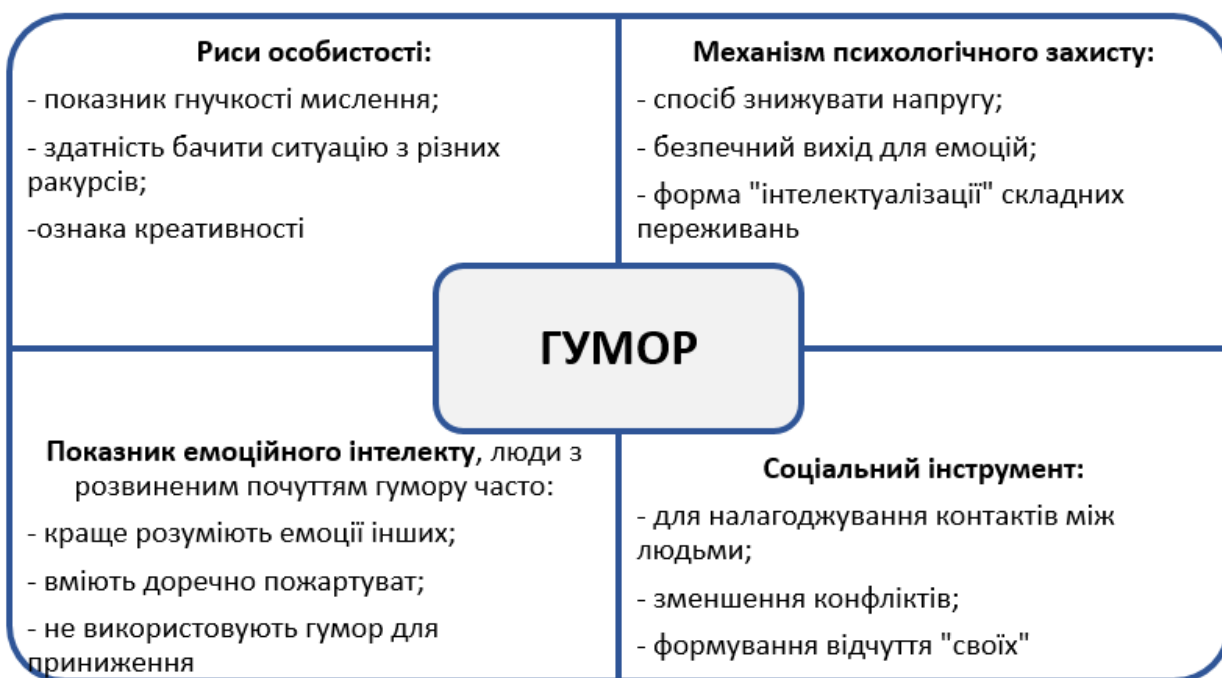 Риси особистості:
- показник гнучкості мислення;
- здатність бачити ситуацію з різних
ракурсів;
-ознака креативності
Механізм психологічного захисту:
- спосіб знижувати напругу;
- безпечний вихід для емоцій;
- форма "інтелектуалізації" складних
переживань
ГУМОР
Показник емоційного інтелекту, люди з
розвиненим почуттям гумору часто:
- краще розуміють емоції інших;
- вміють доречно пожартуват;
- не використовують гумор для
приниження
Соціальний інструмент:
- для налагоджування контактів між
людьми;
- зменшення конфліктів;
- формування відчуття "своїх"